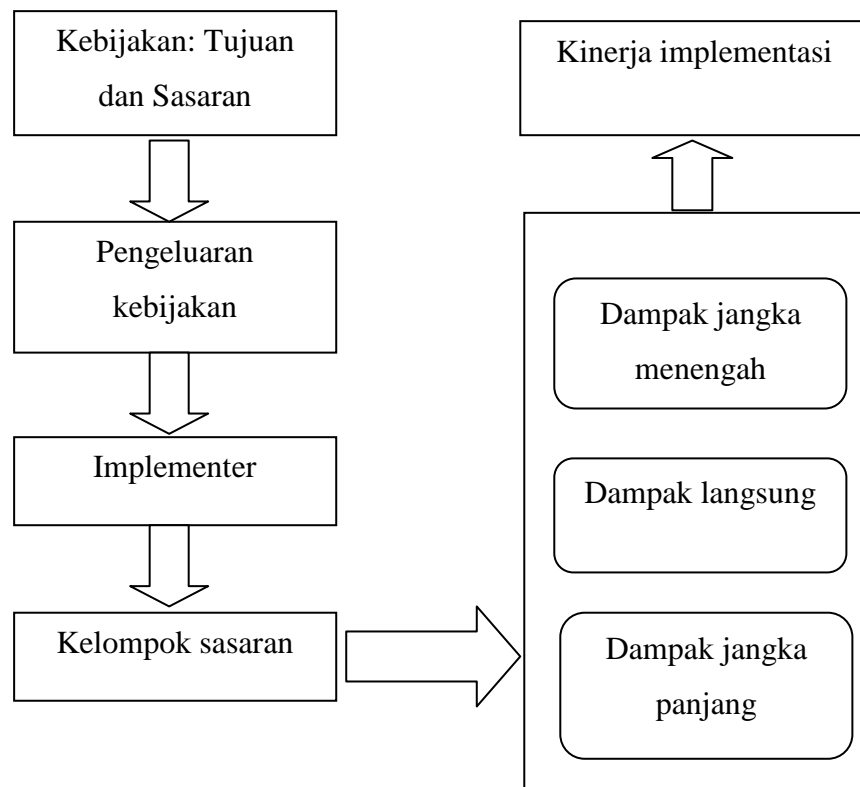 Kebijakan: Tujuan
dan Sasaran
Pengeluaran
kebijakan
Implementer
Kelompok sasaran
Kinerja implementasi
Dampak jangka
menengah
Dampak langsung
Dampak jangka
panjang